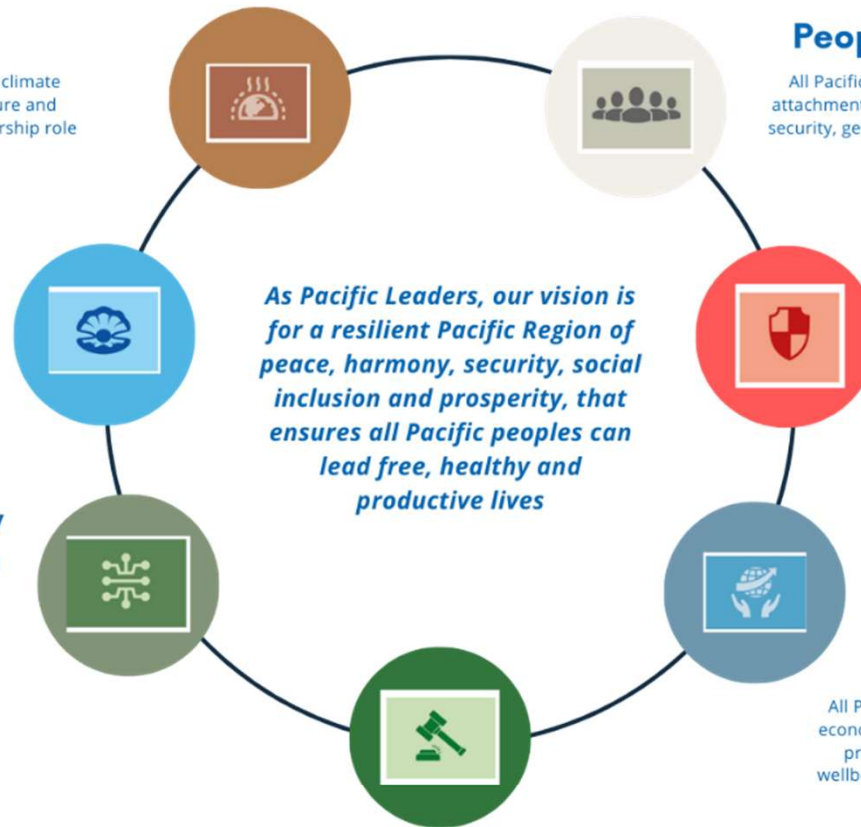 climate
ure and
rship role
Peop
All Pacific
attachment
security, ge
As Pacific Leaders, our vision is
for a resilient Pacific Region of
peace, harmony, security, social
inclusion and prosperity, that
ensures all Pacific peoples can
lead free, healthy and
productive lives
y
All P
econo
pr
wellb